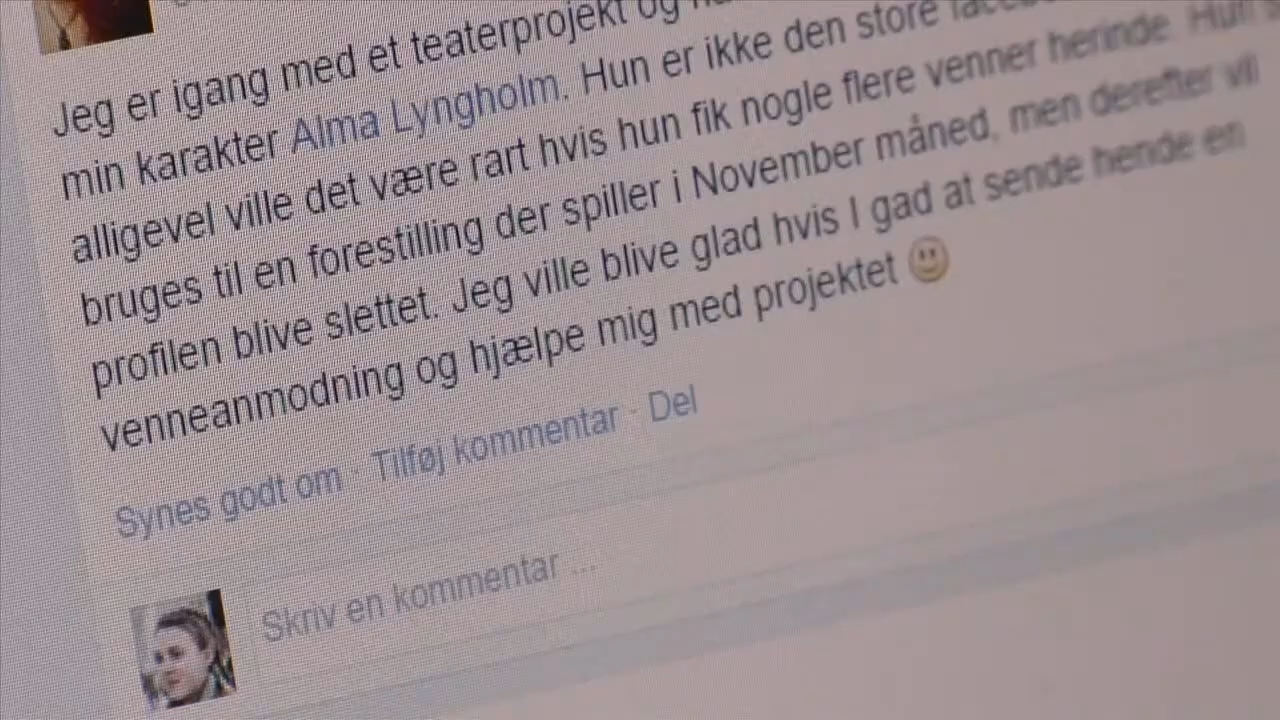 Jeg er igang med et teaterprojekt og
min karakter Alma Lyngholm. Hun er ikke den store
alligevel ville det være rart hvis hun fik nogle flere venner herinde. Hun
bruges til en forestilling der spiller i November måned, men derefter vil
profilen blive slettet. Jeg ville blive glad hvis I gad at sende hende en
venneanmodning og hjælpe mig med projektet 🙂
Synes godt om · Tilføj kommentar · Del
Skriv en kommentar ...